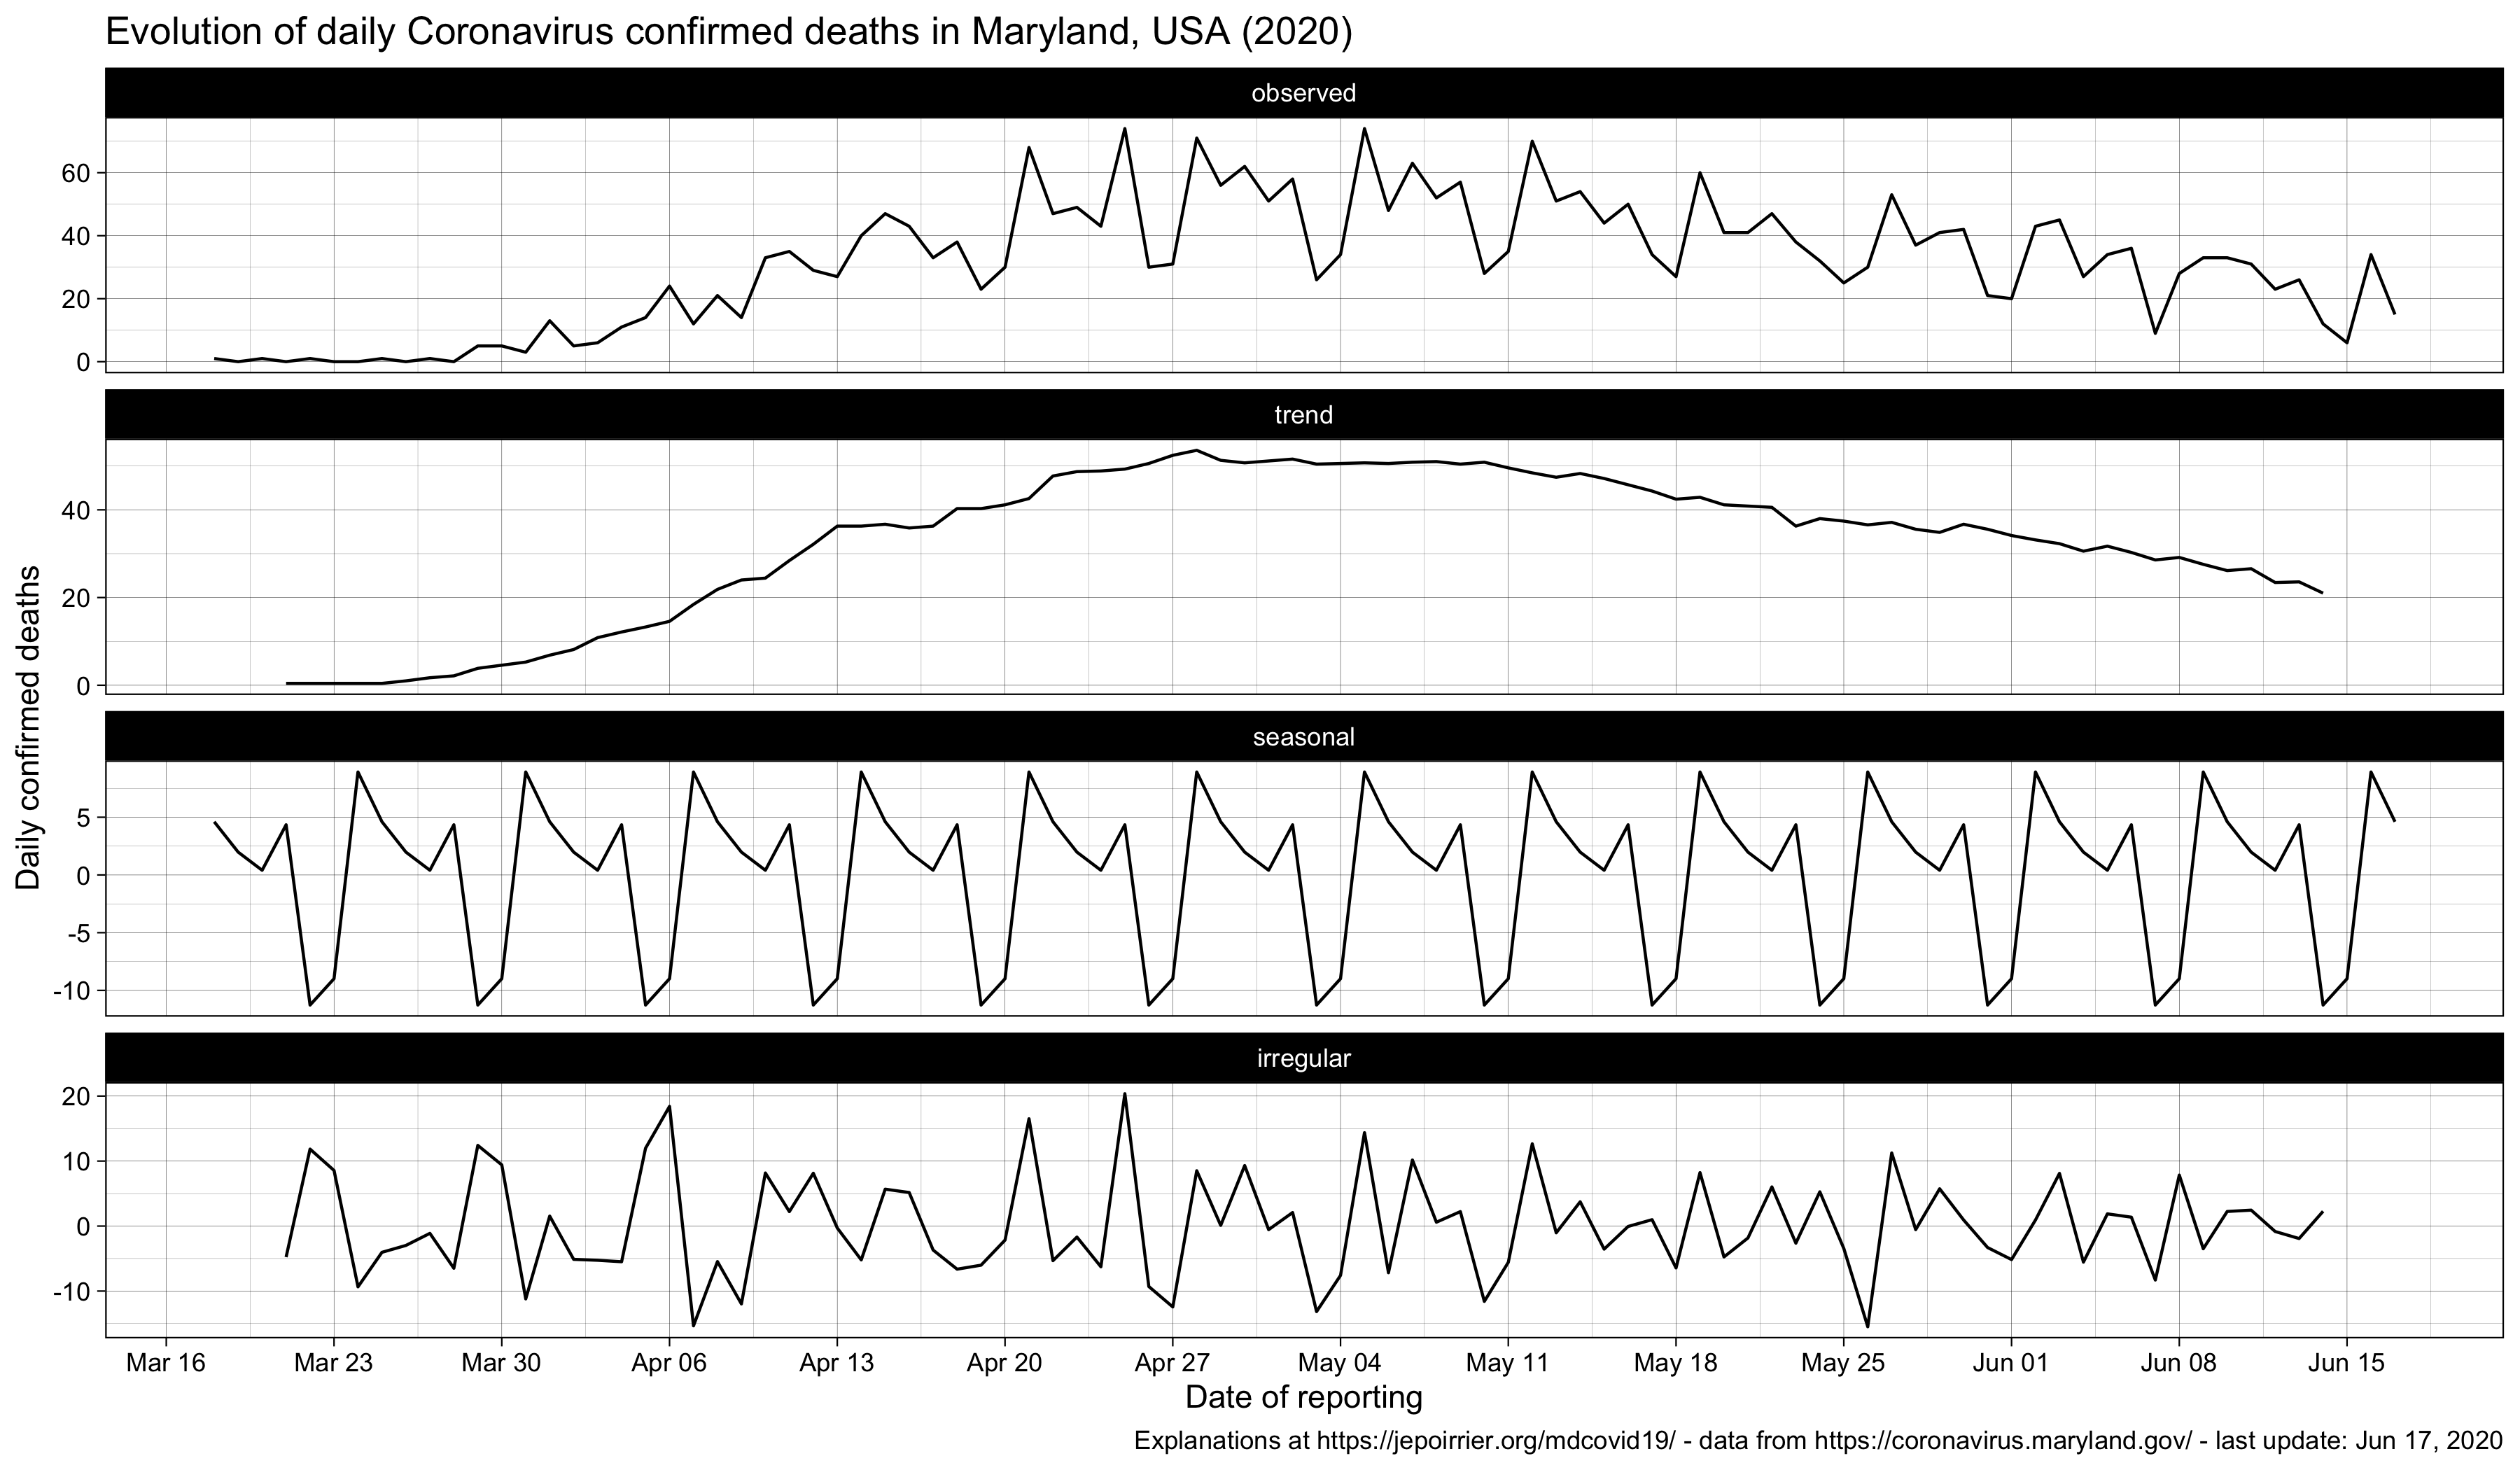 Evolution of daily Coronavirus confirmed deaths in Maryland, USA (2020)
observed
60
40
20
0
trend
40
20
0
Daily confirmed deaths
seasonal
5
0
-5
-10
irregular
20
10
0
-10
Mar 16 Mar 23 Mar 30 Apr 06 Apr 13 Apr 20 Apr 27 May 04 May 11 May 18 May 25 Jun 01 Jun 08 Jun 15
Date of reporting
Explanations at https://jepoirrier.org/mdcovid19/ - data from https://coronavirus.maryland.gov/ - last update: Jun 17, 2020